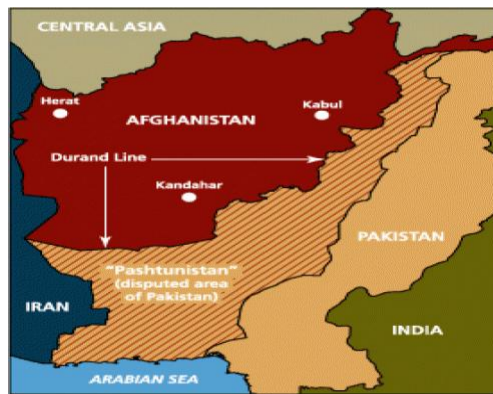 CENTRAL ASIA
Herat
Kabul
AFGHANISTAN
Durand Line
Kandahar
PAKISTAN
"Pashtunistan"
(disputed area
of Pakistan)
IRAN
INDIA
ARABIAN SEA